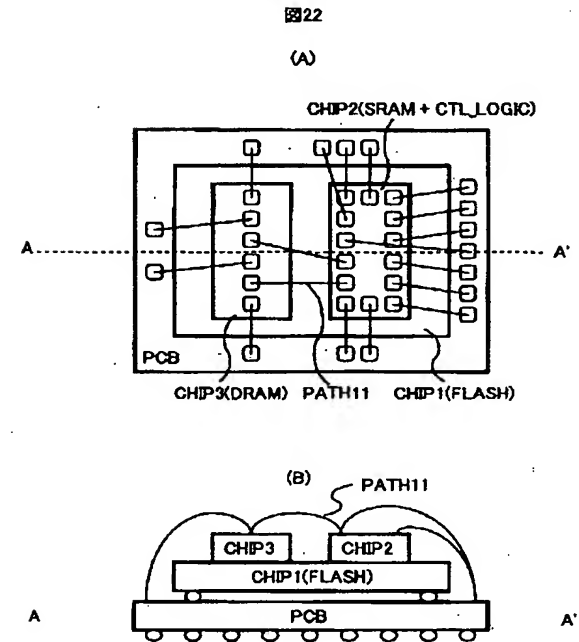 図22
(A)
CHIP2(SRAM + CTL_LOGIC)
A
A'
PCB
CHIP3(DRAM)
PATH11
CHIP1(FLASH)
(B)
PATH11
CHIP3
CHIP2
CHIP1(FLASH)
A
PCB
A'